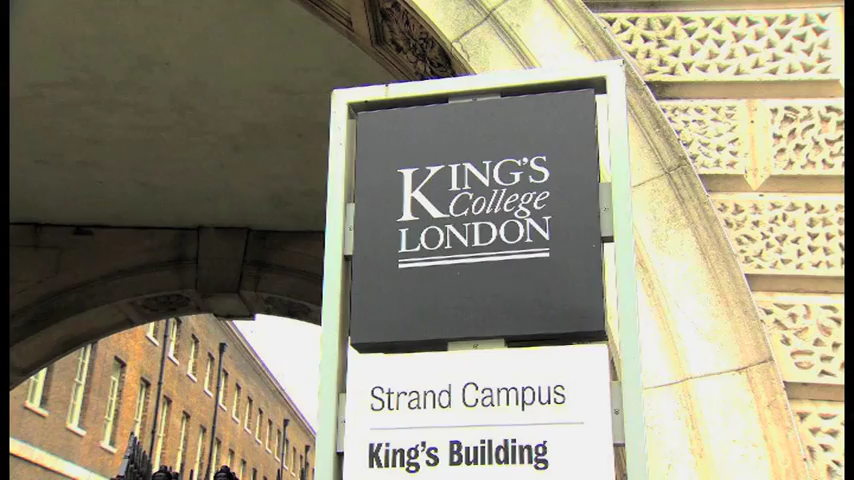 KING'S
College
LONDON
Strand Campus
King's Building